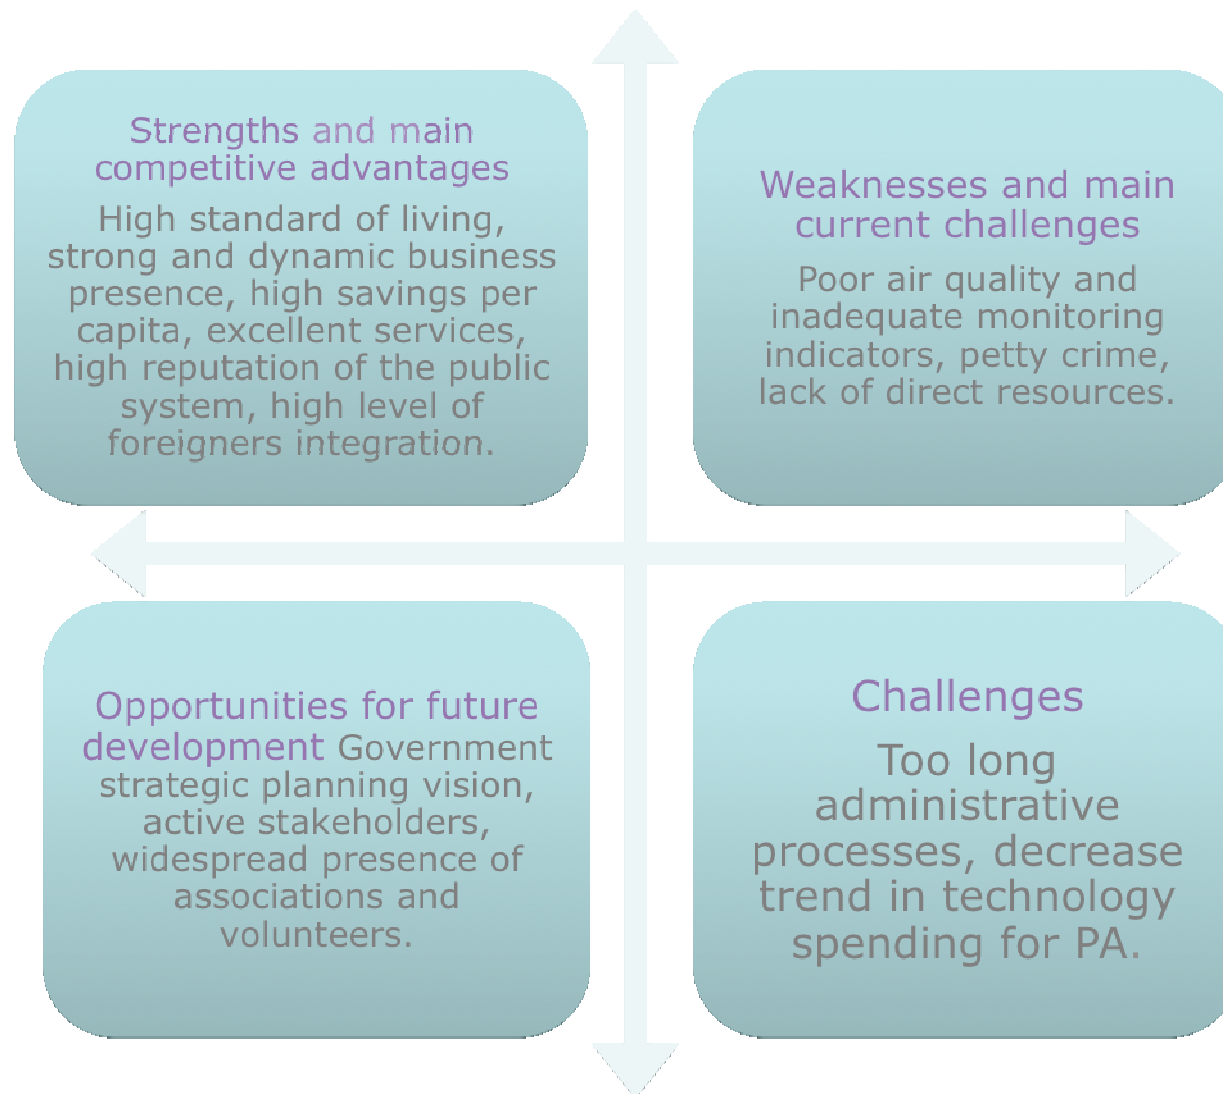 Strengths and main
competitive advantages
High standard of living,
strong and dynamic business
presence, high savings per
capita, excellent services,
high reputation of the public
system, high level of
foreigners integration.
Weaknesses and main
current challenges
Poor air quality and
inadequate monitoring
indicators, petty crime,
lack of direct resources.
Opportunities for future
development Government
strategic planning vision,
active stakeholders,
widespread presence of
associations and
volunteers.
Challenges
Too long
administrative
processes, decrease
trend in technology
spending for PA.